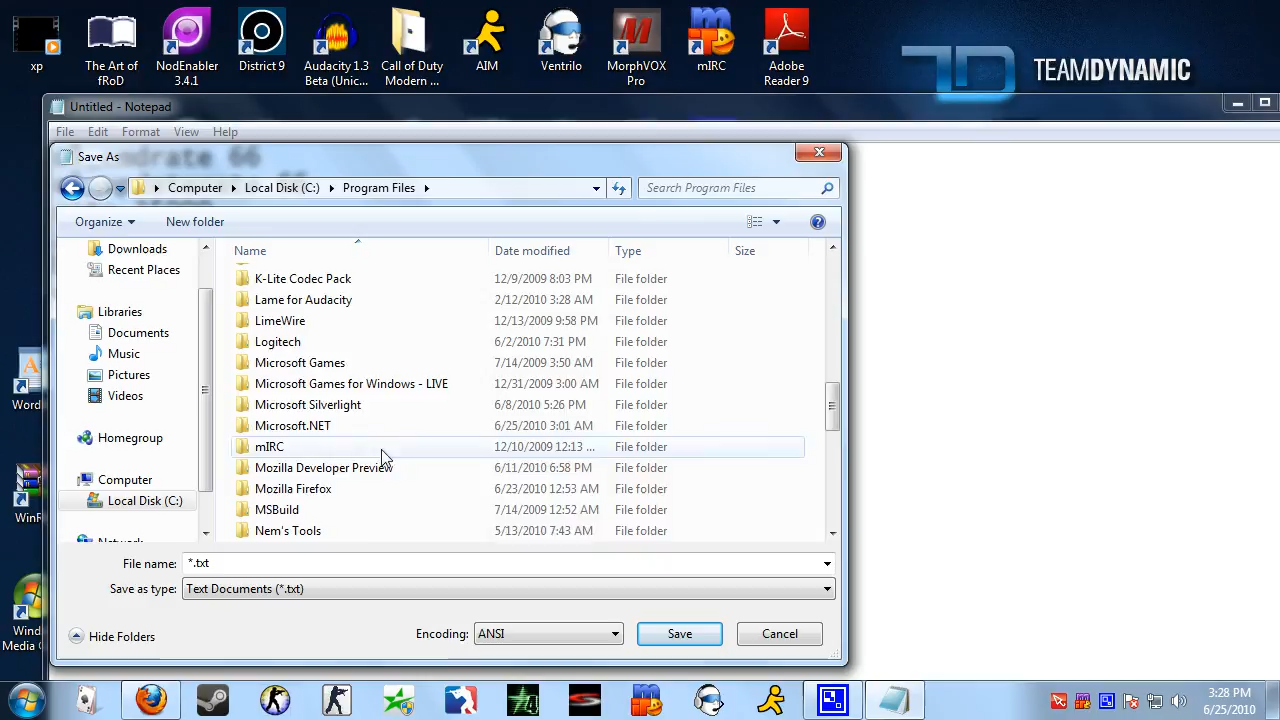 xp
The Art of
fRoD
NodEnabler
3.4.1
District 9
Audacity 1.3
Beta (Unic...
Call of Duty
Modern ...
AIM
Ventrilo
MorphVOX
Pro
mIRC
Adobe
Reader 9
TEAMDYNAMIC
Untitled - Notepad
File Edit Format View Help
Save As
Computer Local Disk (C:) Program Files
Search Program Files
Organize New folder
Name Date modified Type Size
Downloads
Recent Places
Libraries
Documents
Music
Pictures
Videos
Homegroup
Computer
Local Disk (C:)
Network
K-Lite Codec Pack 12/9/2009 8:03 PM File folder
Lame for Audacity 2/12/2010 3:28 AM File folder
LimeWire 12/13/2009 9:58 PM File folder
Logitech 6/2/2010 7:31 PM File folder
Microsoft Games 7/14/2009 3:50 AM File folder
Microsoft Games for Windows - LIVE 12/31/2009 3:00 AM File folder
Microsoft Silverlight 6/8/2010 5:26 PM File folder
Microsoft.NET 6/25/2010 3:01 AM File folder
mIRC 12/10/2009 12:13 ... File folder
Mozilla Developer Preview 6/11/2010 6:58 PM File folder
Mozilla Firefox 6/23/2010 12:53 AM File folder
MSBuild 7/14/2009 12:52 AM File folder
Nem's Tools 5/13/2010 7:43 AM File folder
File name: *.txt
Save as type: Text Documents (*.txt)
Hide Folders
Encoding: ANSI
Save Cancel
Word
WinR
Wind
Media C
3:28 PM
6/25/2010